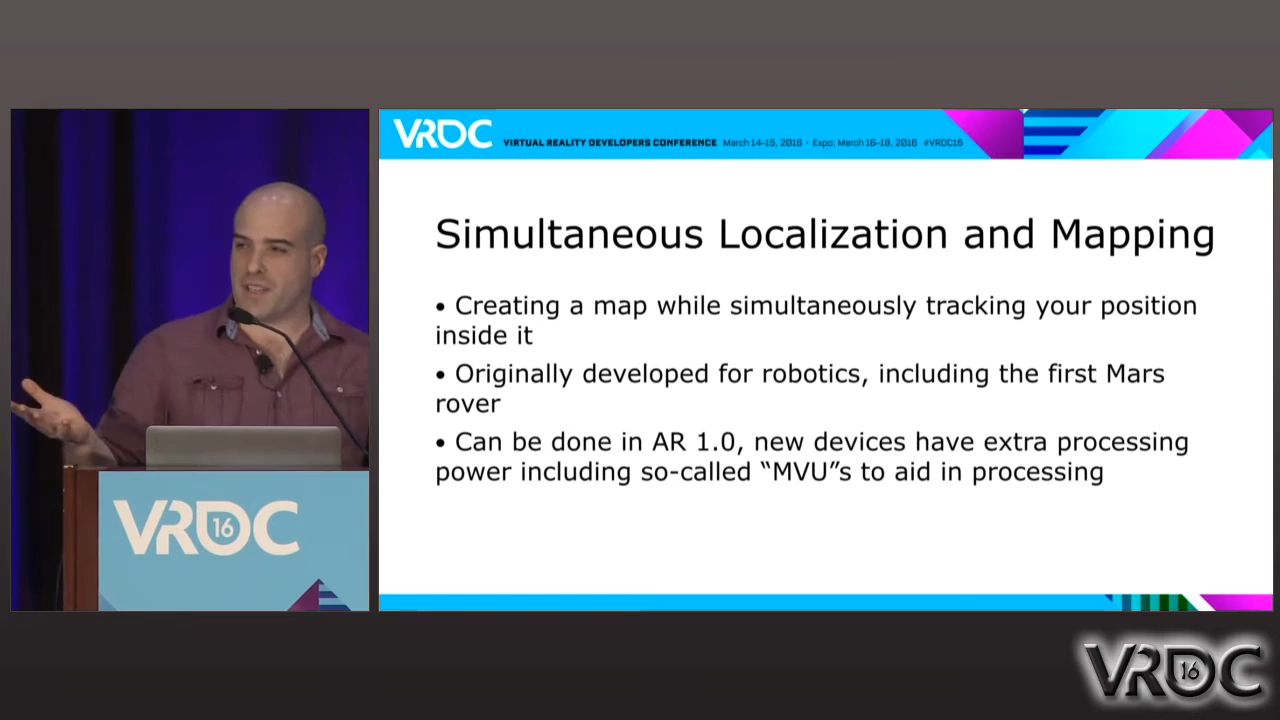 VRDC VIRTUAL REALITY DEVELOPERS CONFERENCE March 14-15, 2016 · Expo: March 16-18, 2016 #VRDC16
Simultaneous Localization and Mapping
• Creating a map while simultaneously tracking your position
inside it
• Originally developed for robotics, including the first Mars
rover
• Can be done in AR 1.0, new devices have extra processing
power including so-called “MVU”s to aid in processing
VRDC 16
VRDC 16